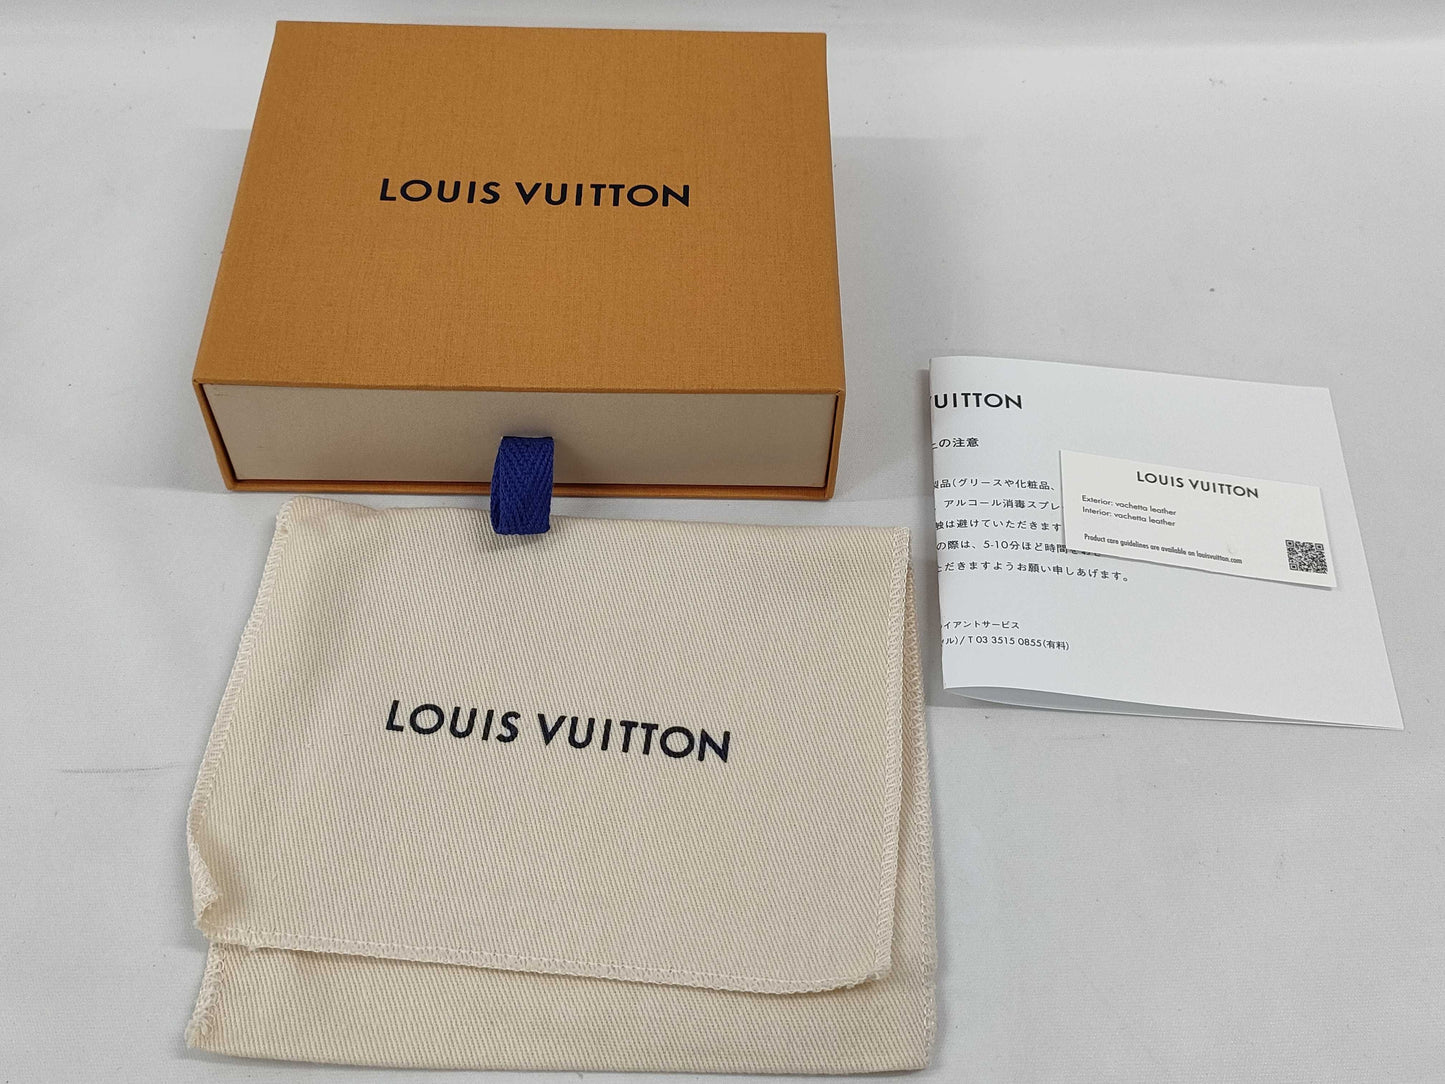 LOUIS VUITTON
UITTON
の注意
製品(グリースや化粧品、
アルコール消毒スプレ
触は避けていただきます
の際は、5-10分ほど時間
ただきますようお願い申しあげます。
イアントサービス
ル)/ T 03 3515 0855(有料)
LOUIS VUITTON
Exterior: vachetta leather
Interior: vachetta leather
Product care guidelines are available on louisvuitton.com
LOUIS VUITTON